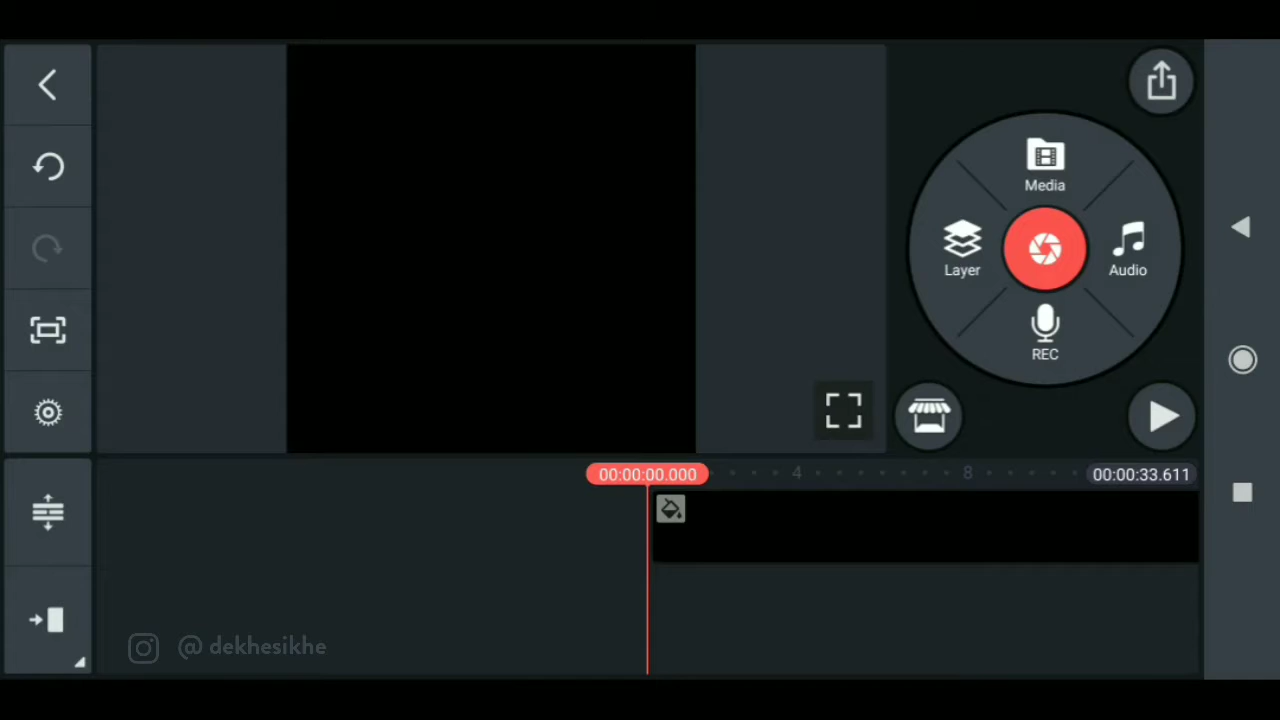 Media
Layer
Audio
REC
00:00:00.000
4
8
00:00:33.611
@ dekhesikhe